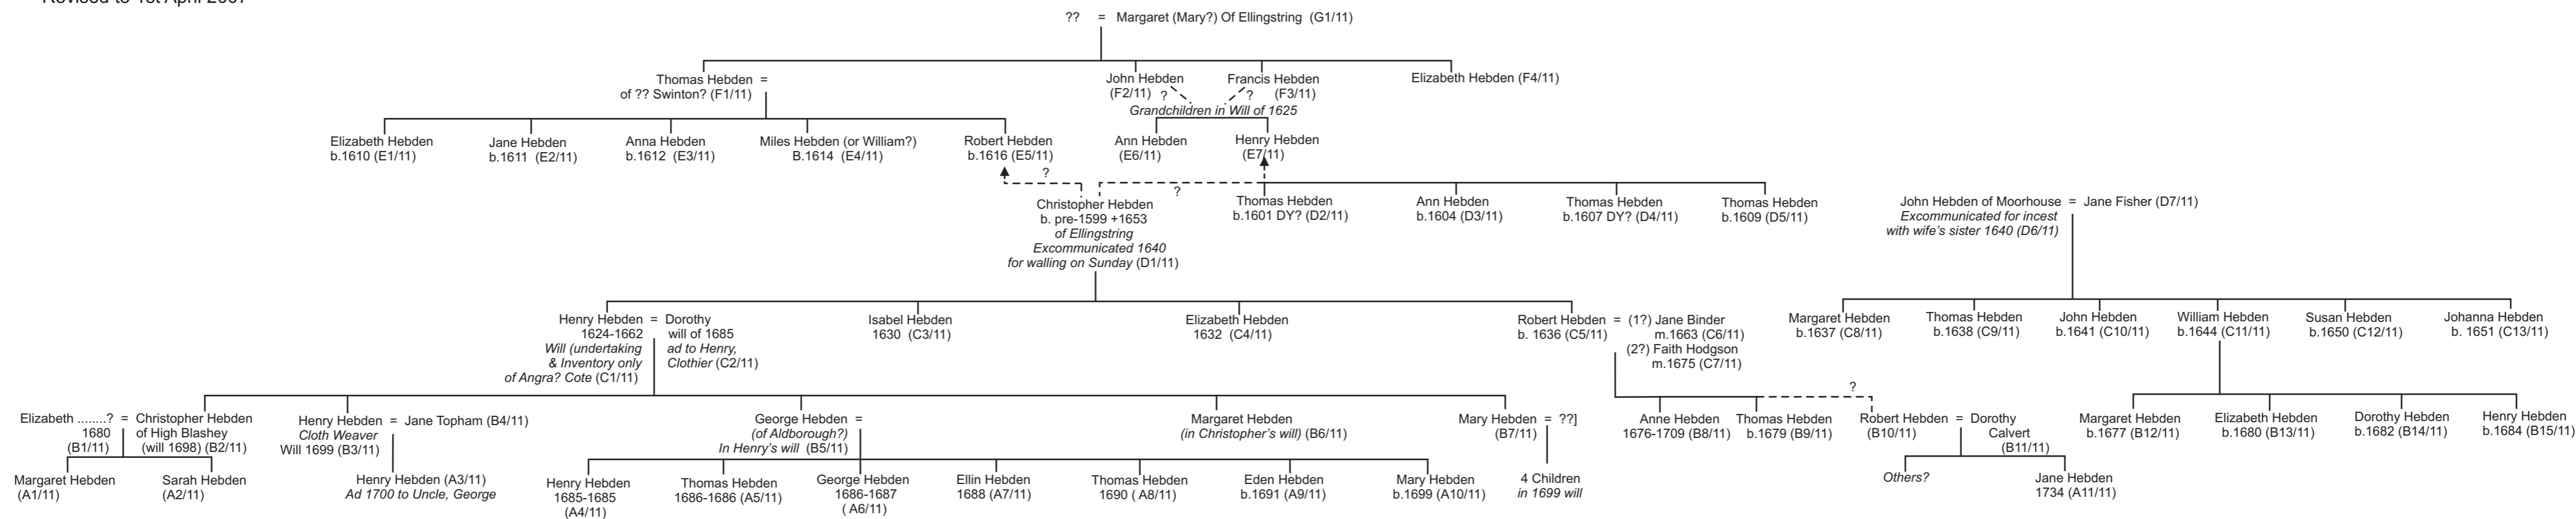 Revised to 1st April 2007
?? = Margaret (Mary?) Of Ellingstring (G1/11)
Thomas Hebden =
of ?? Swinton? (F1/11)
John Hebden
(F2/11) ?
Francis Hebden
? (F3/11)
Elizabeth Hebden (F4/11)
Grandchildren in Will of 1625
Elizabeth Hebden
b.1610 (E1/11)
Jane Hebden
b.1611 (E2/11)
Anna Hebden
b.1612 (E3/11)
Miles Hebden (or William?)
B.1614 (E4/11)
Robert Hebden
b.1616 (E5/11)
Ann Hebden
(E6/11)
Henry Hebden
(E7/11)
?
?
Christopher Hebden
b. pre-1599 +1653
of Ellingstring
Excommunicated 1640
for walling on Sunday (D1/11)
Thomas Hebden
b.1601 DY? (D2/11)
Ann Hebden
b.1604 (D3/11)
Thomas Hebden
b.1607 DY? (D4/11)
Thomas Hebden
b.1609 (D5/11)
John Hebden of Moorhouse = Jane Fisher (D7/11)
Excommunicated for incest
with wife's sister 1640 (D6/11)
Henry Hebden = Dorothy
1624-1662
Will (undertaking
& Inventory only
of Angra? Cote (C1/11)
will of 1685
ad to Henry,
Clothier (C2/11)
Isabel Hebden
1630 (C3/11)
Elizabeth Hebden
1632 (C4/11)
Robert Hebden = (1?) Jane Binder
b. 1636 (C5/11)
m.1663 (C6/11)
(2?) Faith Hodgson
m.1675 (C7/11)
Margaret Hebden
b.1637 (C8/11)
Thomas Hebden
b.1638 (C9/11)
John Hebden
b.1641 (C10/11)
William Hebden
b.1644 (C11/11)
Susan Hebden
b.1650 (C12/11)
Johanna Hebden
b. 1651 (C13/11)
Elizabeth ........? = Christopher Hebden
1680
(B1/11)
of High Blashey
(will 1698) (B2/11)
Henry Hebden = Jane Topham (B4/11)
Cloth Weaver
Will 1699 (B3/11)
George Hebden =
(of Aldborough?)
In Henry's will (B5/11)
Margaret Hebden
(in Christopher's will) (B6/11)
Mary Hebden = ??]
(B7/11)
?
Anne Hebden
1676-1709 (B8/11)
Thomas Hebden
b.1679 (B9/11)
Robert Hebden = Dorothy
(B10/11)
Calvert
(B11/11)
Margaret Hebden
b.1677 (B12/11)
Elizabeth Hebden
b.1680 (B13/11)
Dorothy Hebden
b.1682 (B14/11)
Henry Hebden
b.1684 (B15/11)
Margaret Hebden
(A1/11)
Sarah Hebden
(A2/11)
Henry Hebden (A3/11)
Ad 1700 to Uncle, George
Henry Hebden
1685-1685
(A4/11)
Thomas Hebden
1686-1686 (A5/11)
George Hebden
1686-1687
( A6/11)
Ellin Hebden
1688 (A7/11)
Thomas Hebden
1690 ( A8/11)
Eden Hebden
b.1691 (A9/11)
Mary Hebden
b.1699 (A10/11)
4 Children
in 1699 will
Others?
Jane Hebden
1734 (A11/11)